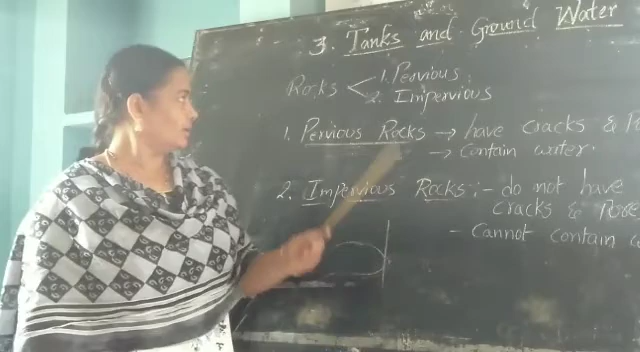 3. Tanks and Ground Water
Rocks < 1. Pervious
2. Impervious
1. Pervious Rocks → have cracks &
→ Contain water.
2. Impervious Rocks :- do not have
cracks &
- Cannot contain